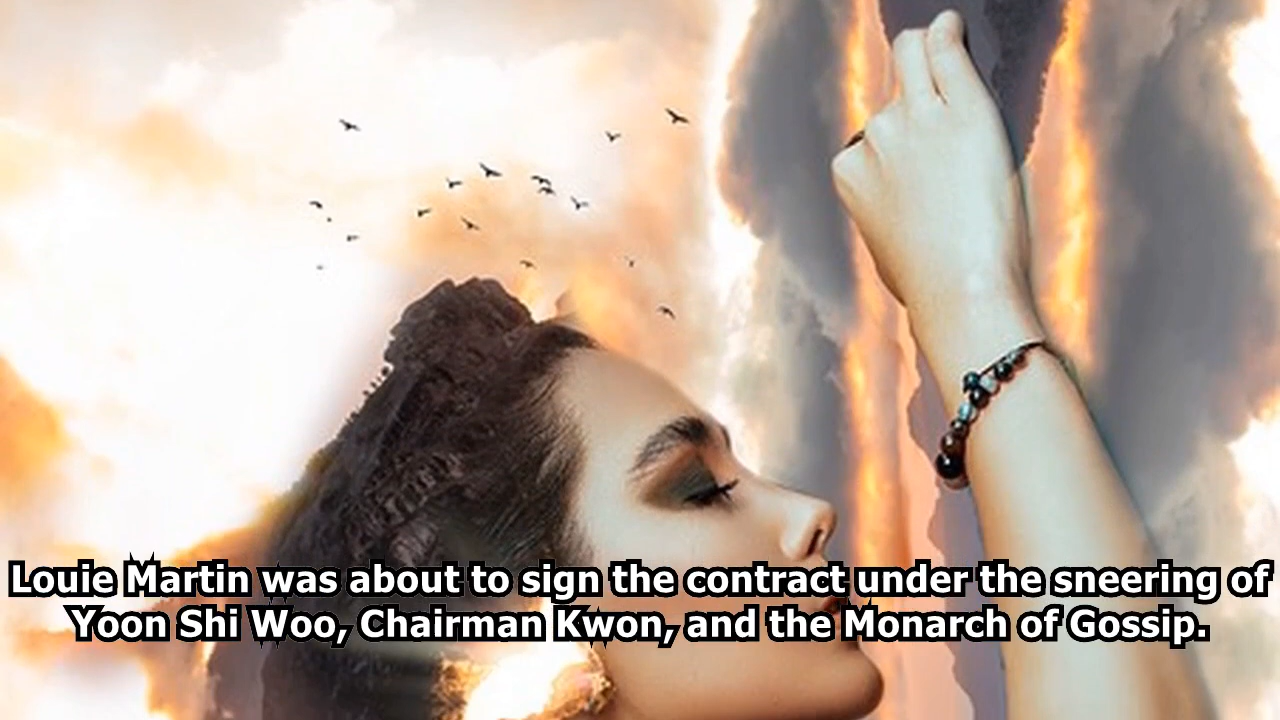 Louie Martin was about to sign the contract under the sneering of
Yoon Shi Woo, Chairman Kwon, and the Monarch of Gossip.